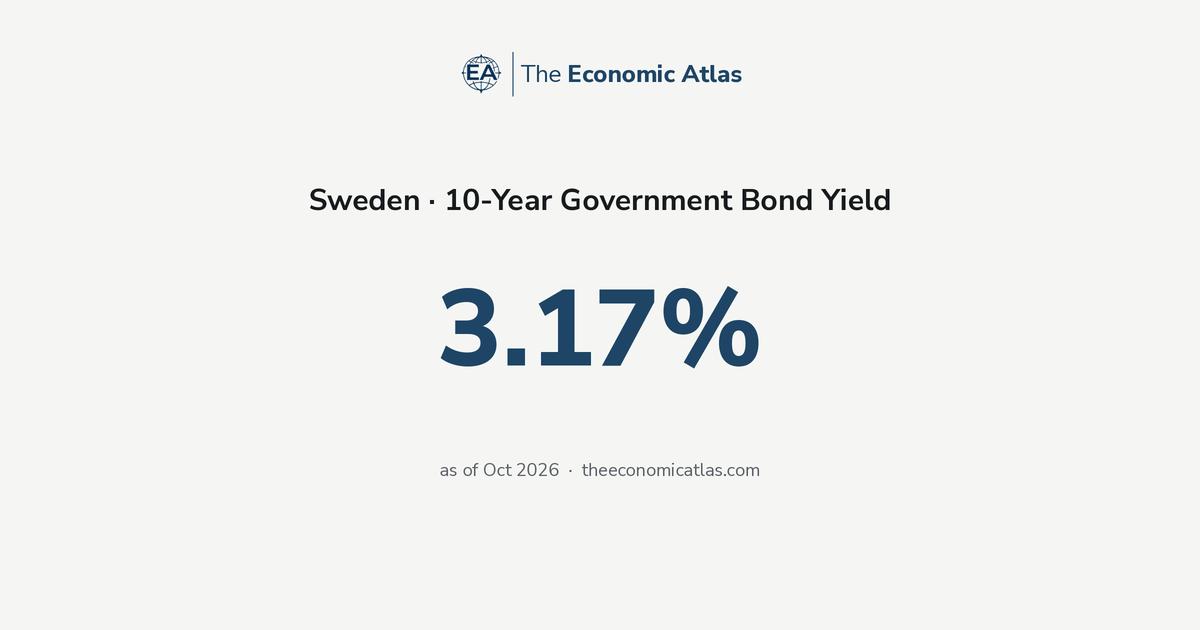 EA The Economic Atlas
Sweden · 10-Year Government Bond Yield
3.17%
as of Oct 2026 · theeconomicatlas.com